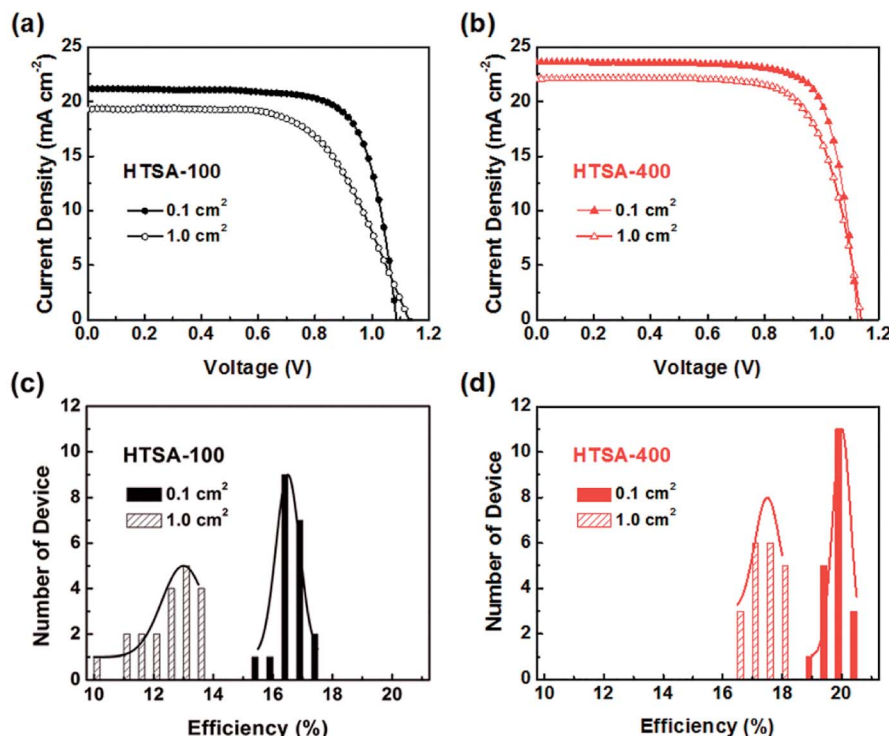 (a)
25
20
15
10
5
0
Current Density (mA cm⁻²)
HTSA-100
0.1 cm²
1.0 cm²
0.0 0.2 0.4 0.6 0.8 1.0 1.2
Voltage (V)
(b)
25
20
15
10
5
0
Current Density (mA cm⁻²)
HTSA-400
0.1 cm²
1.0 cm²
0.0 0.2 0.4 0.6 0.8 1.0 1.2
Voltage (V)
(c)
12
10
8
6
4
2
0
Number of Device
HTSA-100
0.1 cm²
1.0 cm²
10 12 14 16 18 20
Efficiency (%)
(d)
12
10
8
6
4
2
0
Number of Device
HTSA-400
0.1 cm²
1.0 cm²
10 12 14 16 18 20
Efficiency (%)